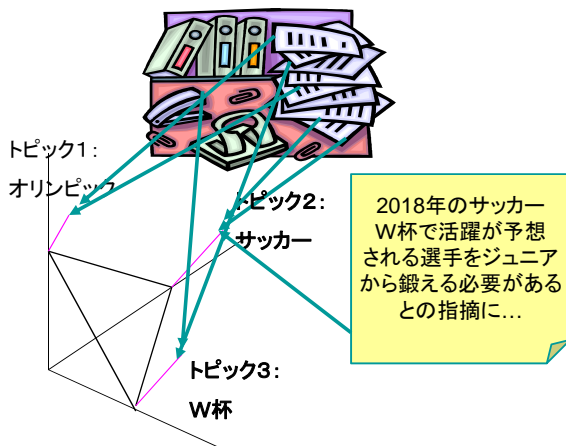 トピック1：
オリンピック
トピック2：
サッカー
2018年のサッカー
W杯で活躍が予想
される選手をジュニア
から鍛える必要がある
との指摘に…
トピック3：
W杯